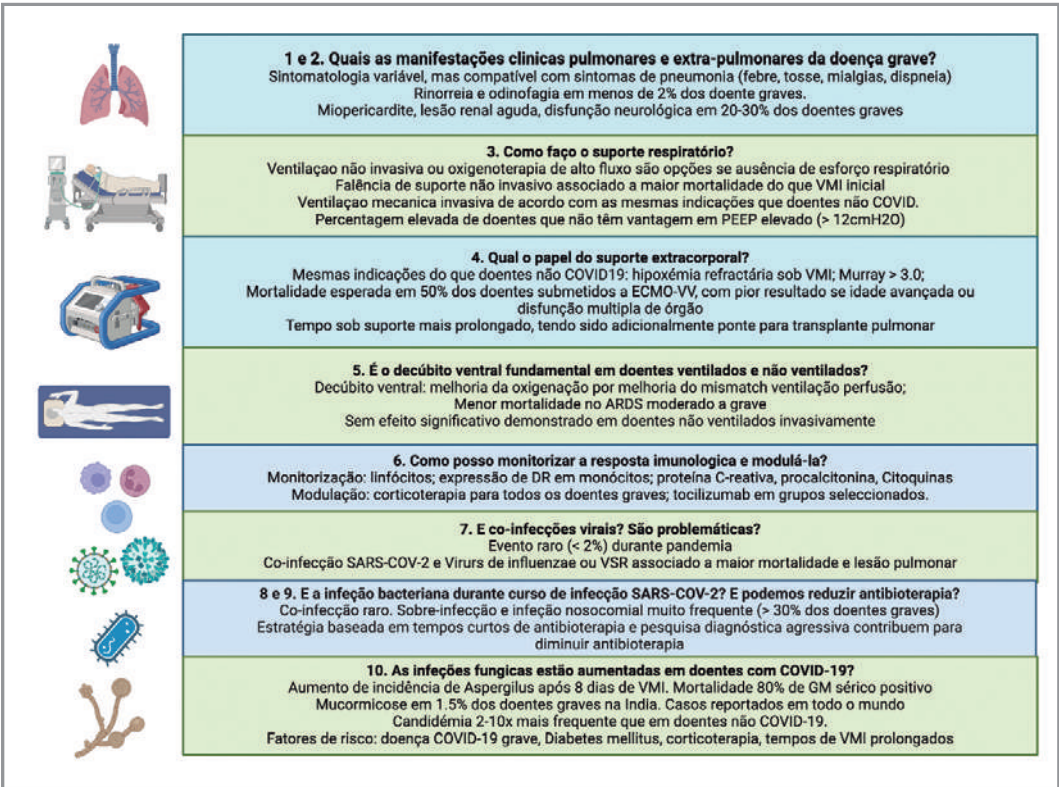 1 e 2. Quais as manifestações clinicas pulmonares e extra-pulmonares da doença grave?
Sintomatologia variável, mas compatível com sintomas de pneumonia (febre, tosse, mialgias, dispneia)
Rinorreia e odinofagia em menos de 2% dos doente graves.
Miopericardite, lesão renal aguda, disfunção neurológica em 20-30% dos doentes graves
3. Como faço o suporte respiratório?
Ventilaçao não invasiva ou oxigenoterapia de alto fluxo são opções se ausência de esforço respiratório
Falência de suporte não invasivo associado a maior mortalidade do que VMI inicial
Ventilaçao mecanica invasiva de acordo com as mesmas indicações que doentes não COVID.
Percentagem elevada de doentes que não têm vantagem em PEEP elevado (> 12cmH2O)
4. Qual o papel do suporte extracorporal?
Mesmas indicações do que doentes não COVID19: hipoxémia refractária sob VMI; Murray > 3.0;
Mortalidade esperada em 50% dos doentes submetidos a ECMO-VV, com pior resultado se idade avançada ou
disfunção multipla de órgão
Tempo sob suporte mais prolongado, tendo sido adicionalmente ponte para transplante pulmonar
5. É o decúbito ventral fundamental em doentes ventilados e não ventilados?
Decúbito ventral: melhoria da oxigenação por melhoria do mismatch ventilação perfusão;
Menor mortalidade no ARDS moderado a grave
Sem efeito significativo demonstrado em doentes não ventilados invasivamente
6. Como posso monitorizar a resposta imunologica e modulá-la?
Monitorização: linfócitos; expressão de DR em monócitos; proteína C-reativa, procalcitonina, Citoquinas
Modulação: corticoterapia para todos os doentes graves; tocilizumab em grupos seleccionados.
7. E co-infecções virais? São problemáticas?
Evento raro (< 2%) durante pandemia
Co-infecção SARS-COV-2 e Virurs de influenzae ou VSR associado a maior mortalidade e lesão pulmonar
8 e 9. E a infeção bacteriana durante curso de infecção SARS-COV-2? E podemos reduzir antibioterapia?
Co-infecção raro. Sobre-infecção e infeção nosocomial muito frequente (> 30% dos doentes graves)
Estratégia baseada em tempos curtos de antibioterapia e pesquisa diagnóstica agressiva contribuem para
diminuir antibioterapia
10. As infeções fungicas estão aumentadas em doentes com COVID-19?
Aumento de incidência de Aspergilus após 8 dias de VMI. Mortalidade 80% de GM sérico positivo
Mucormicose em 1.5% dos doentes graves na India. Casos reportados em todo o mundo
Candidémia 2-10x mais frequente que em doentes não COVID-19.
Fatores de risco: doença COVID-19 grave, Diabetes mellitus, corticoterapia, tempos de VMI prolongados